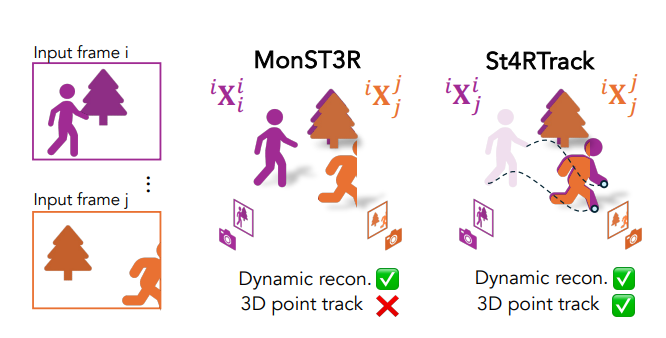 Input frame i
MonST3R
St4RTrack
ⁱXⁱᵢ
ⁱXʲⱼ
ⁱXⁱⱼ
ⁱXʲⱼ
⋮
Input frame j
Dynamic recon. ✅
3D point track ❌
Dynamic recon. ✅
3D point track ✅